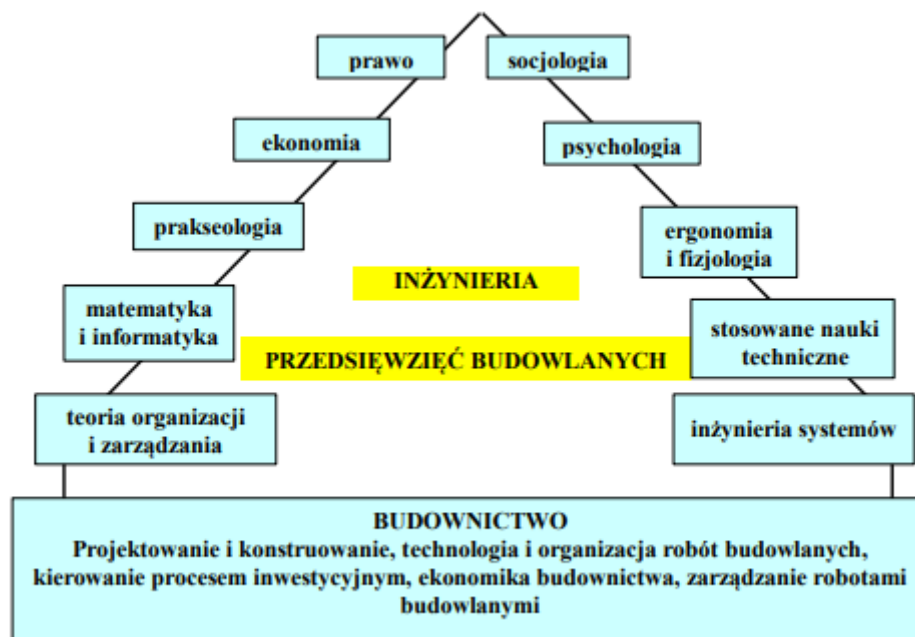 prawo
socjologia
ekonomia
psychologia
prakseologia
ergonomia
i fizjologia
INŻYNIERIA
matematyka
i informatyka
stosowane nauki
techniczne
PRZEDSIĘWZIĘĆ BUDOWLANYCH
teoria organizacji
i zarządzania
inżynieria systemów
BUDOWNICTWO
Projektowanie i konstruowanie, technologia i organizacja robót budowlanych,
kierowanie procesem inwestycyjnym, ekonomika budownictwa, zarządzanie robotami
budowlanymi